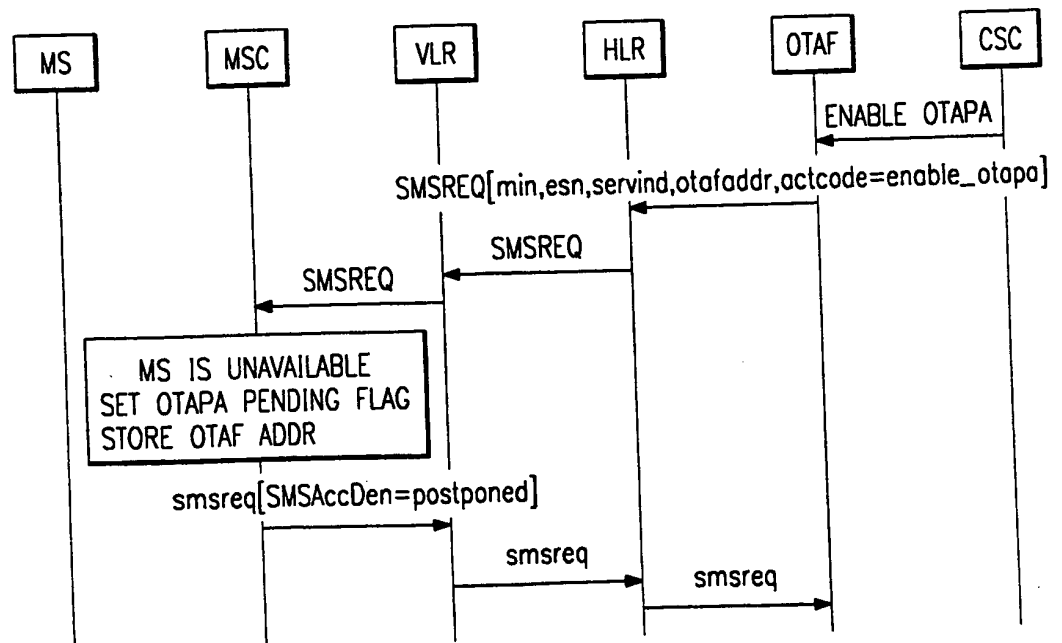 MS
MSC
VLR
HLR
OTAF
CSC
ENABLE OTAPA
SMSREQ[min,esn,servind,otafaddr,actcode=enable_otapa]
SMSREQ
SMSREQ
MS IS UNAVAILABLE
SET OTAPA PENDING FLAG
STORE OTAF ADDR
smsreq[SMSAccDen=postponed]
smsreq
smsreq